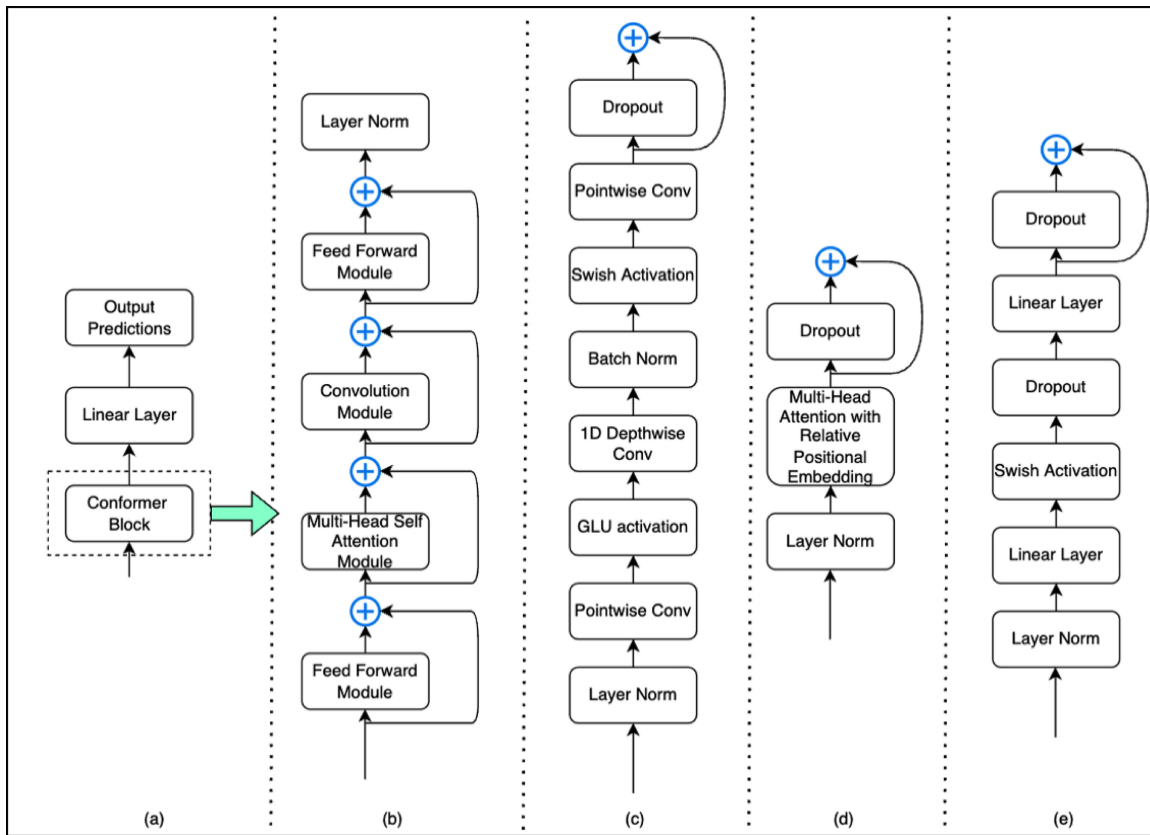 Output
Predictions
Linear Layer
Conformer
Block
(a)
Layer Norm
Feed Forward
Module
Convolution
Module
Multi-Head Self
Attention Module
Feed Forward
Module
(b)
Dropout
Pointwise Conv
Swish Activation
Batch Norm
1D Depthwise
Conv
GLU activation
Pointwise Conv
Layer Norm
(c)
Dropout
Multi-Head
Attention with
Relative
Positional
Embedding
Layer Norm
(d)
Dropout
Linear Layer
Dropout
Swish Activation
Linear Layer
Layer Norm
(e)